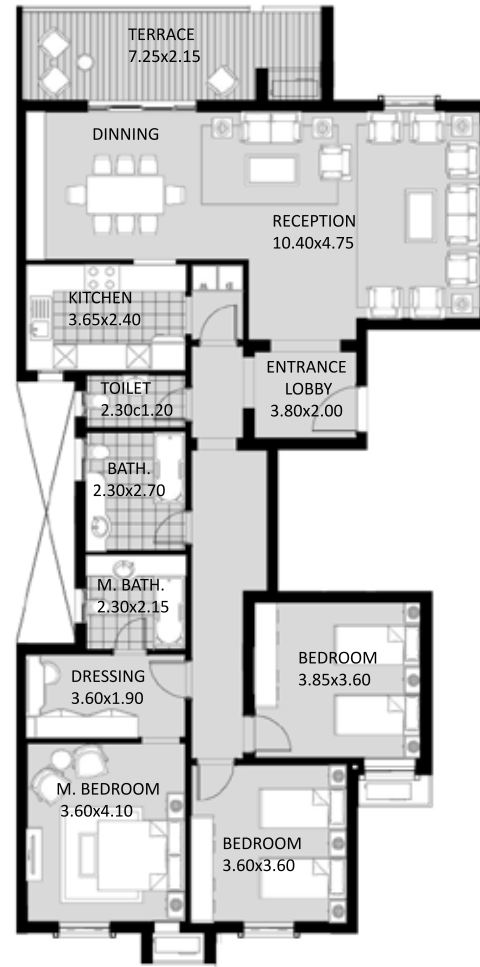 TERRACE
7.25x2.15
DINNING
RECEPTION
10.40x4.75
KITCHEN
3.65x2.40
ENTRANCE
LOBBY
3.80x2.00
TOILET
2.30c1.20
BATH.
2.30x2.70
M. BATH.
2.30x2.15
BEDROOM
3.85x3.60
DRESSING
3.60x1.90
M. BEDROOM
3.60x4.10
BEDROOM
3.60x3.60